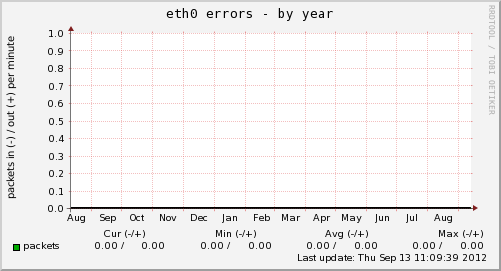 eth0 errors - by year
RRDTOOL / TOBI OETIKER
packets in (-) / out (+) per minute
1.0
0.9
0.8
0.7
0.6
0.5
0.4
0.3
0.2
0.1
0.0
Aug Sep Oct Nov Dec Jan Feb Mar Apr May Jun Jul Aug
Cur (-/+) Min (-/+) Avg (-/+) Max (-/+)
packets 0.00 / 0.00 0.00 / 0.00 0.00 / 0.00 0.00 / 0.00
Last update: Thu Sep 13 11:09:39 2012